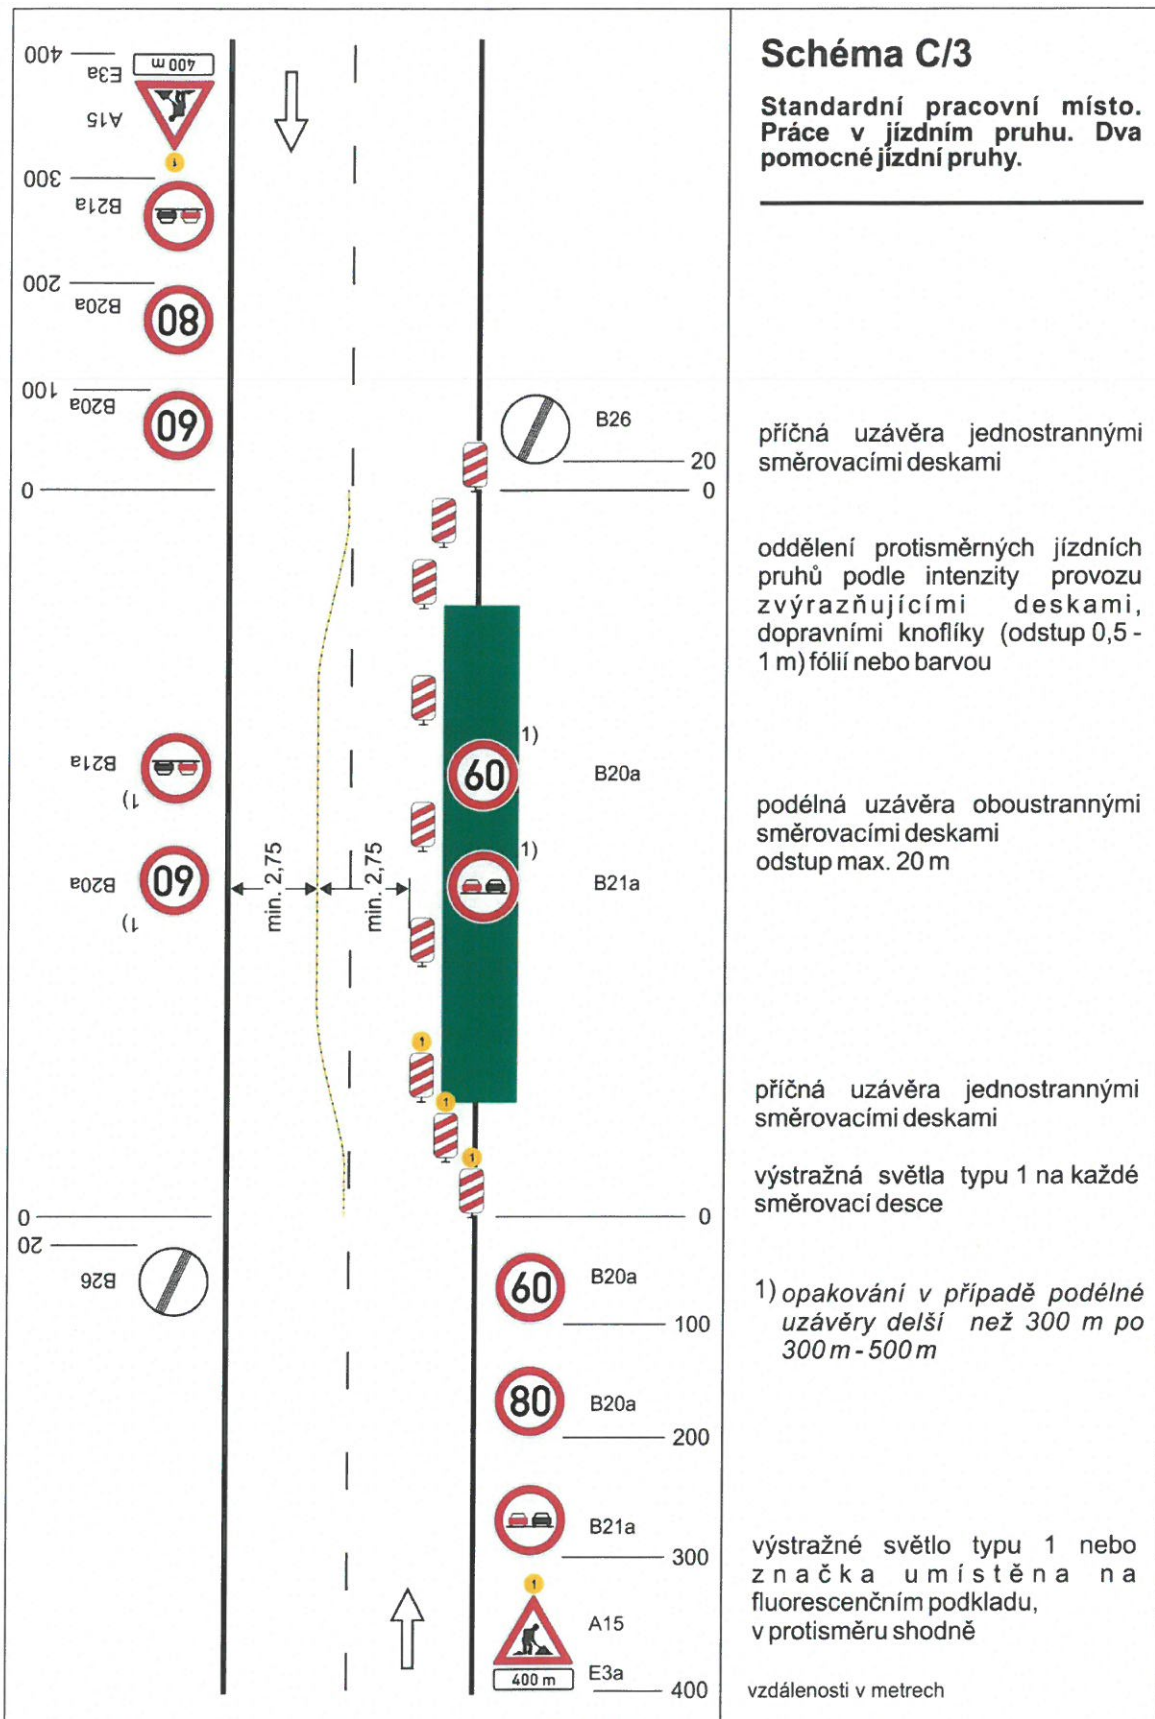 Schéma C/3
Standardní pracovní místo.
Práce v jízdním pruhu. Dva
pomocné jízdní pruhy.
400
E3a
400 m
A15
1
300
B21a
200
B20a
80
100
B20a
60
0
B26
20
0
příčná uzávěra jednostrannými
směrovacími deskami
oddělení protisměrných jízdních
pruhů podle intenzity provozu
zvýrazňujícími deskami,
dopravními knoflíky (odstup 0,5 -
1 m) fólií nebo barvou
B21a
1)
1)
60
B20a
podélná uzávěra oboustrannými
směrovacími deskami
odstup max. 20 m
B20a
60
1)
min. 2,75
min. 2,75
1)
B21a
1
1
1
příčná uzávěra jednostrannými
směrovacími deskami
výstražná světla typu 1 na každé
směrovací desce
0
0
20
B26
60
B20a
100
1) opakování v případě podélné
uzávěry delší než 300 m po
300 m - 500 m
80
B20a
200
B21a
300
1
A15
400 m
E3a
400
výstražné světlo typu 1 nebo
značka umístěna na
fluorescenčním podkladu,
v protisměru shodně
vzdálenosti v metrech